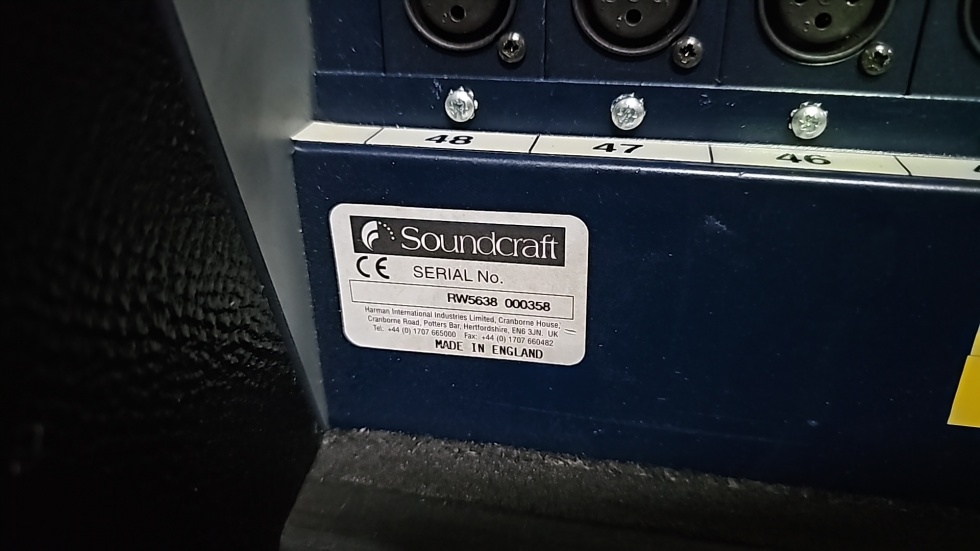 48 47 46
Soundcraft
CE SERIAL No.
RW5638 000358
Harman International Industries Limited, Cranborne House,
Cranborne Road, Potters Bar, Hertfordshire, EN6 3JN, UK
Tel: +44 (0) 1707 665000 Fax: +44 (0) 1707 660482
MADE IN ENGLAND